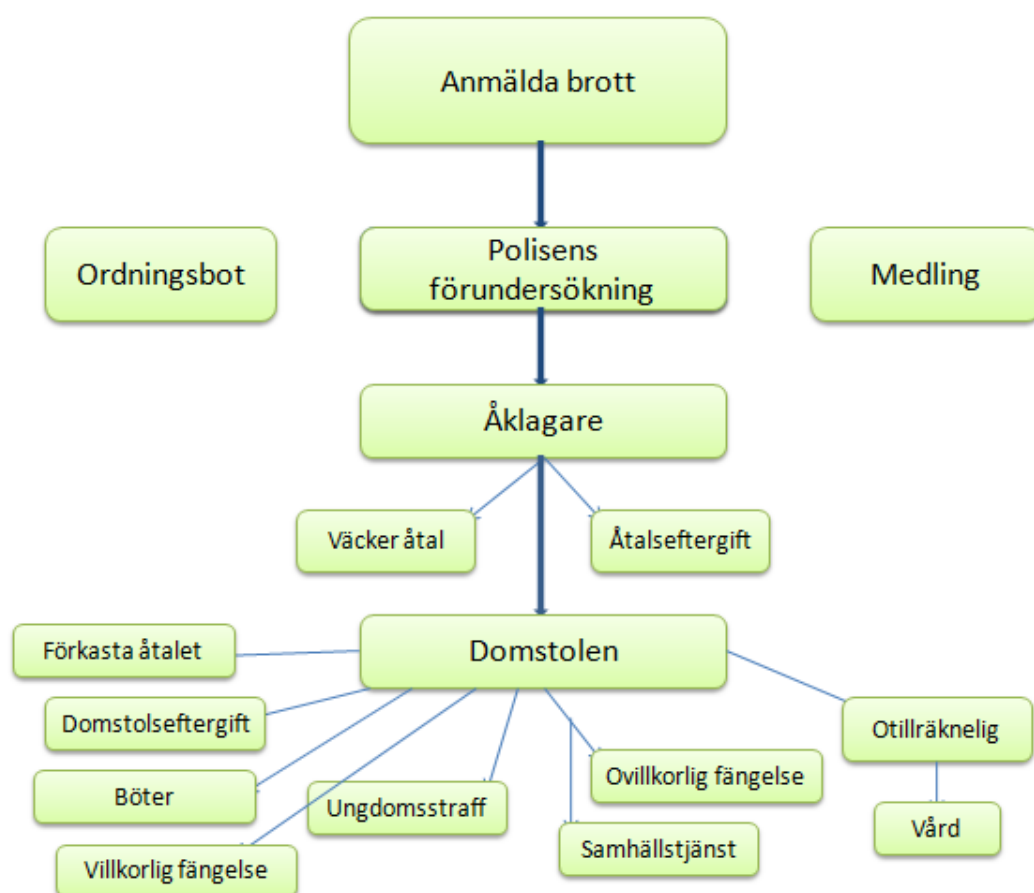 Anmälda brott
Ordningsbot
Polisens
förundersökning
Medling
Åklagare
Väcker åtal
Åtalseftergift
Domstolen
Förkasta åtalet
Domstolseftergift
Otillräknelig
Böter
Ungdomsstraff
Ovillkorlig fängelse
Villkorlig fängelse
Samhällstjänst
Vård